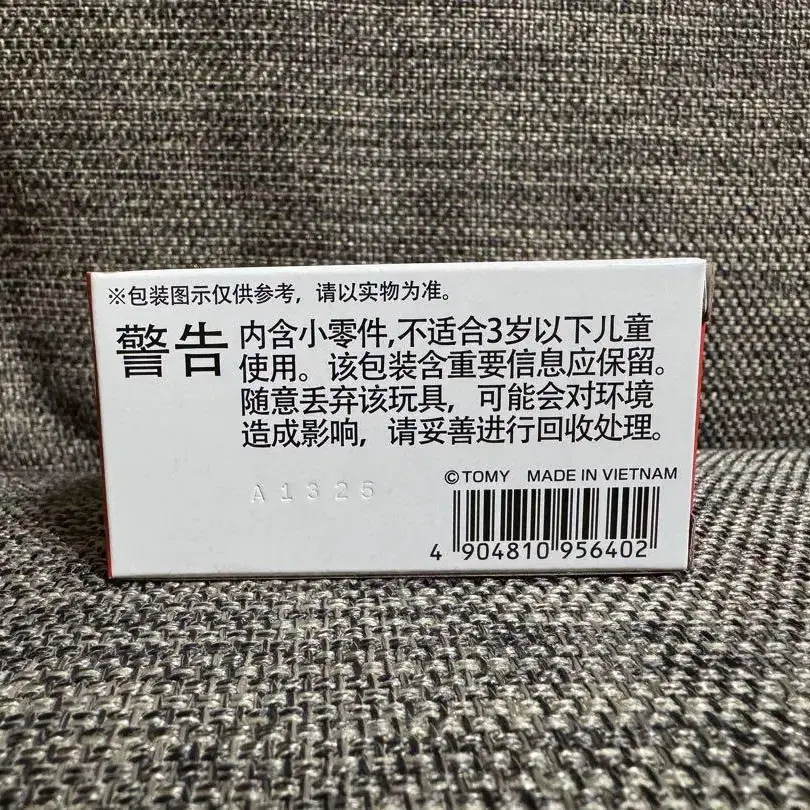 ※包装图示仅供参考，请以实物为准。
警告
内含小零件,不适合3岁以下儿童
使用。该包装含重要信息应保留。
随意丢弃该玩具，可能会对环境
造成影响，请妥善进行回收处理。
A1325
©TOMY MADE IN VIETNAM
4 904810 956402